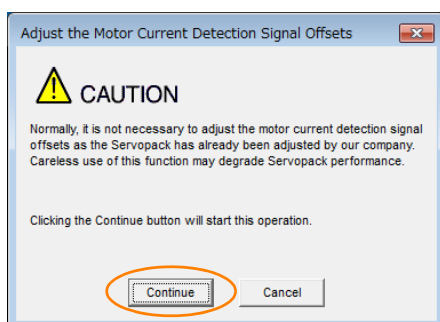 Adjust the Motor Current Detection Signal Offsets
CAUTION
Normally, it is not necessary to adjust the motor current detection signal
offsets as the Servopack has already been adjusted by our company.
Careless use of this function may degrade Servopack performance.
Clicking the Continue button will start this operation.
Continue Cancel